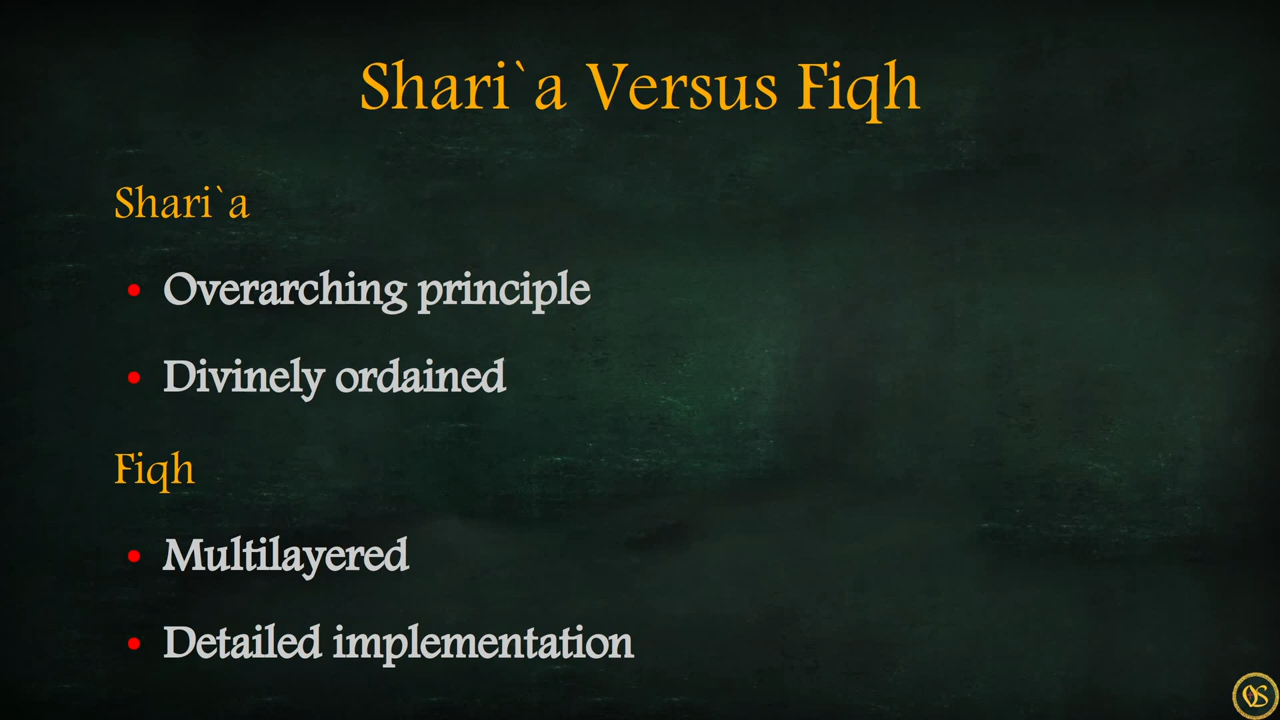 Shari`a Versus Fiqh
Shari`a
• Overarching principle
• Divinely ordained
Fiqh
• Multilayered
• Detailed implementation